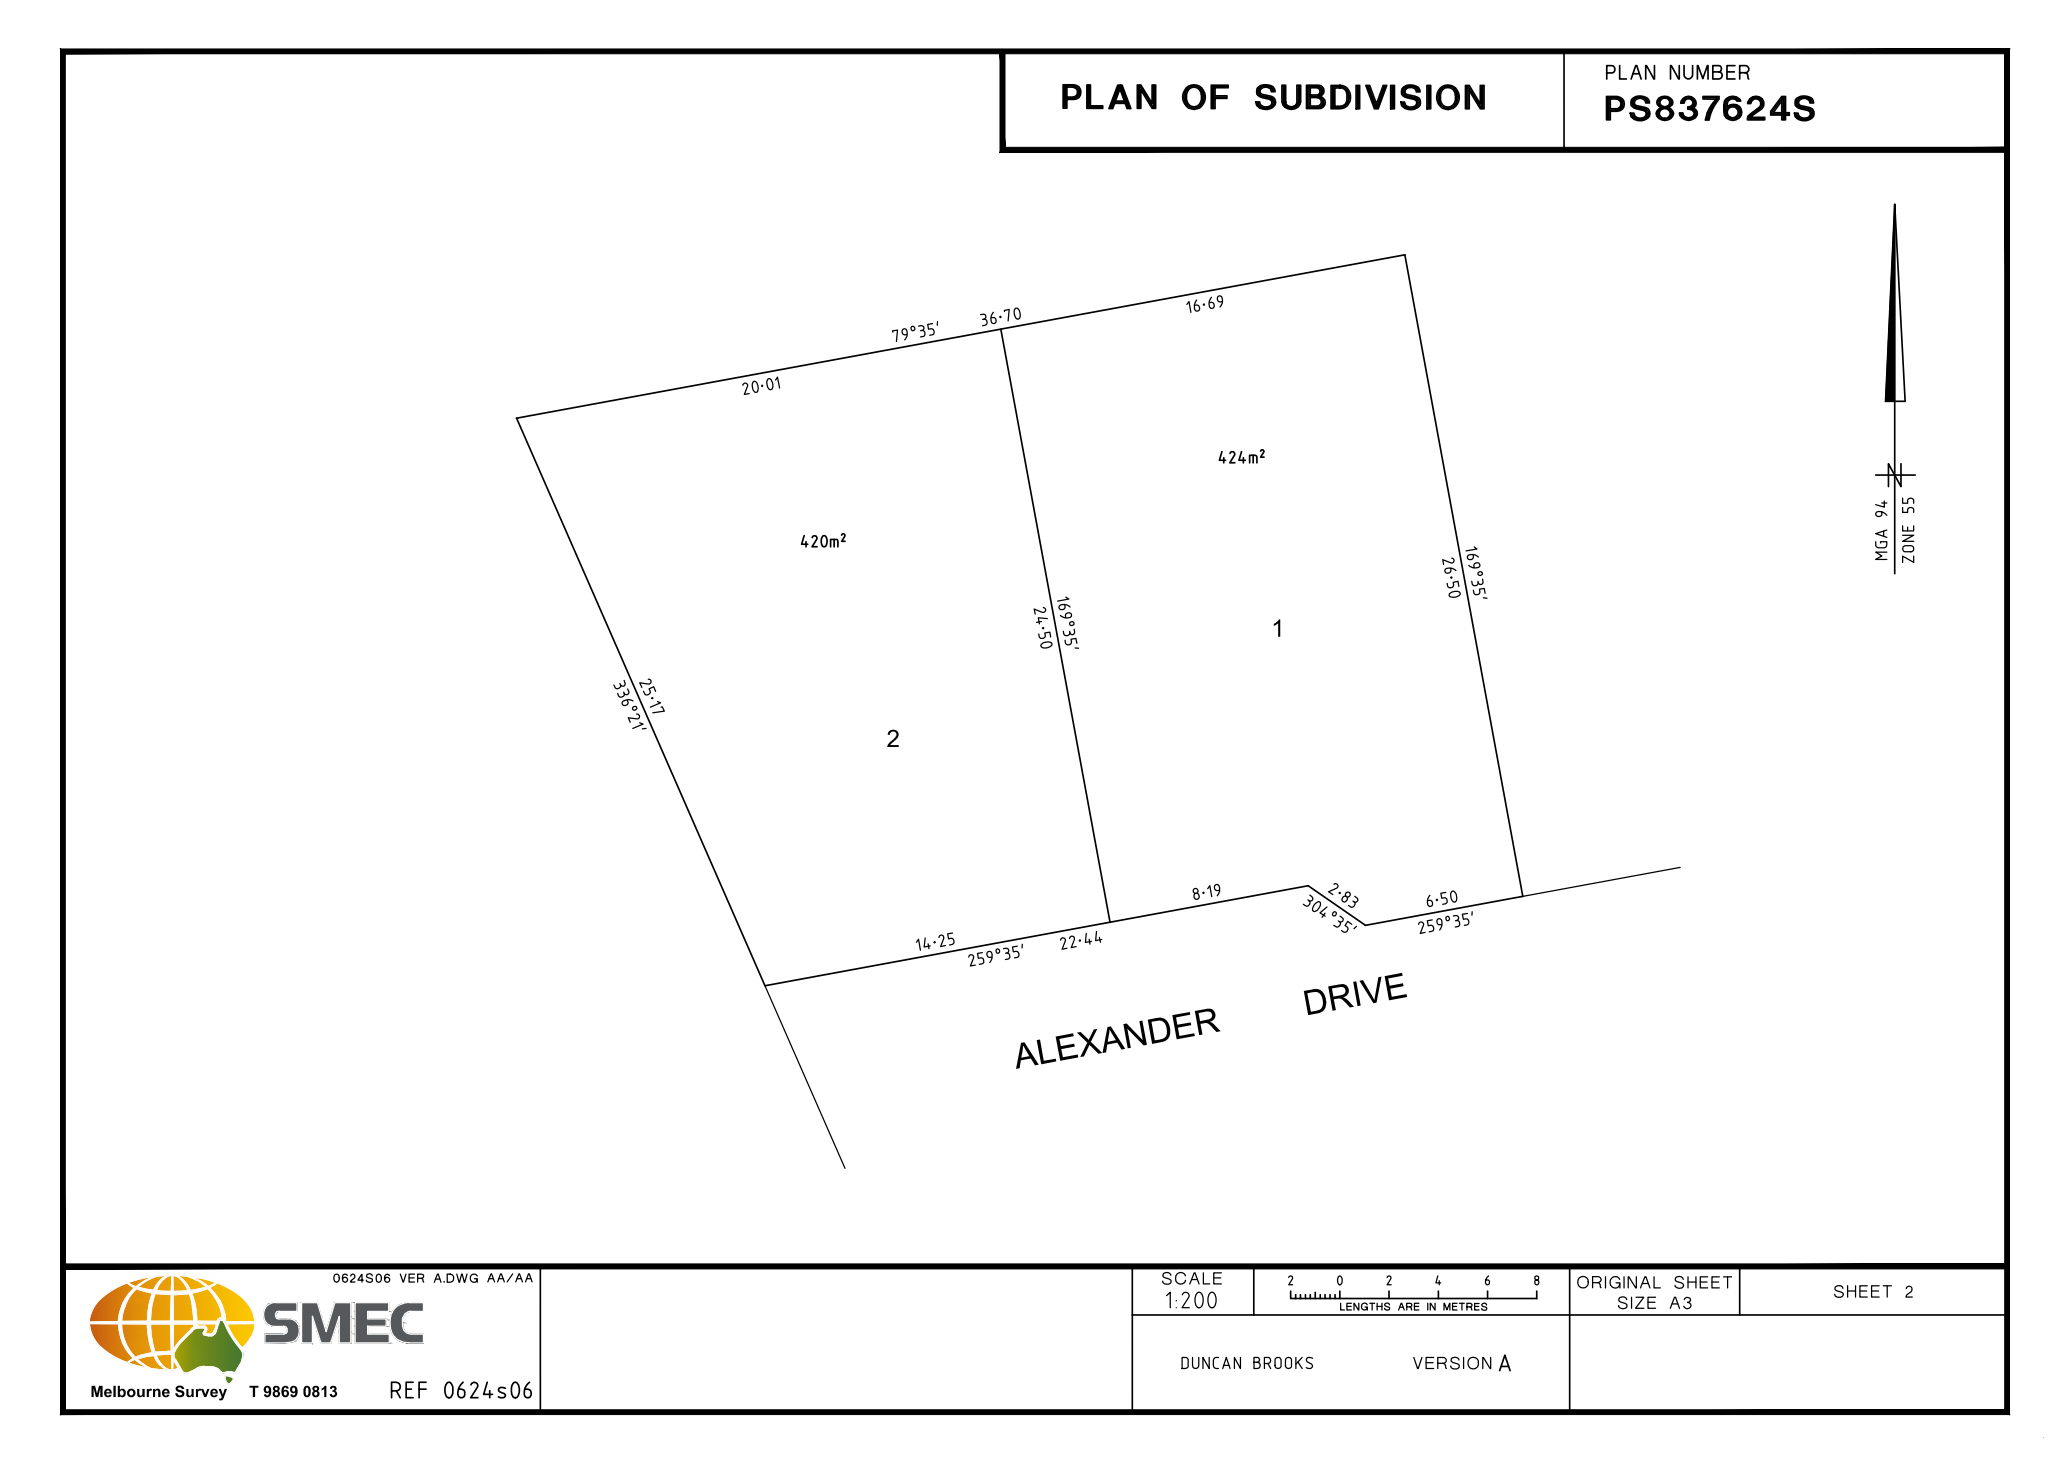 PLAN OF SUBDIVISION
PLAN NUMBER
PS837624S
MGA 94
ZONE 55
N
79°35'
36·70
16·69
20·01
424m²
420m²
169°35'
26·50
169°35'
24·50
1
25·17
336°21'
2
8·19
2·83
304°35'
6·50
259°35'
14·25
259°35'
22·44
ALEXANDER DRIVE
0624S06 VER A.DWG AA/AA
SMEC
Melbourne Survey T 9869 0813
REF 0624s06
SCALE
1:200
2 0 2 4 6 8
LENGTHS ARE IN METRES
ORIGINAL SHEET
SIZE A3
SHEET 2
DUNCAN BROOKS
VERSION A